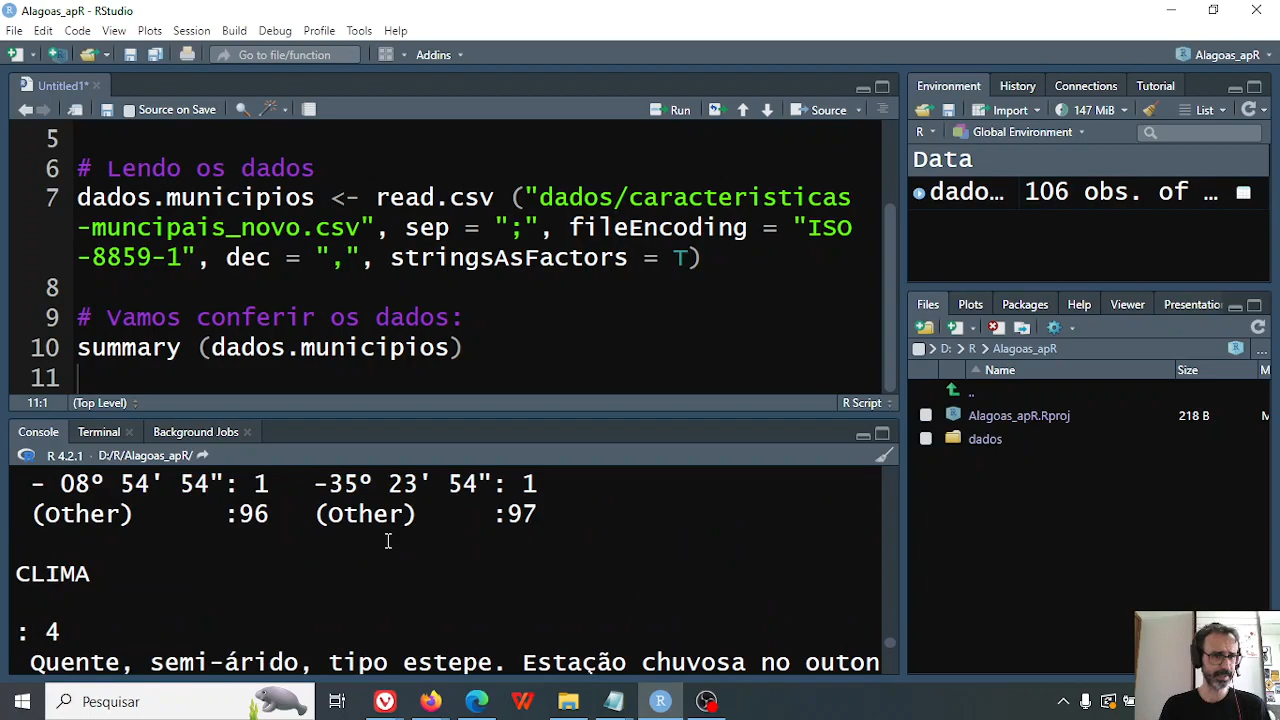 Alagoas_apR - RStudio
File Edit Code View Plots Session Build Debug Profile Tools Help
Go to file/function Addins Alagoas_apR
Untitled1*
Source on Save Run Source
5
6 # Lendo os dados
7 dados.municipios <- read.csv ("dados/caracteristicas
-muncipais_novo.csv", sep = ";", fileEncoding = "ISO
-8859-1", dec = ",", stringsAsFactors = T)
8
9 # Vamos conferir os dados:
10 summary (dados.municipios)
11
11:1 (Top Level) R Script
Console Terminal Background Jobs
R 4.2.1 · D:/R/Alagoas_apR/
- 08º 54' 54": 1 -35º 23' 54": 1
(Other) :96 (Other) :97
CLIMA
: 4
Quente, semi-árido, tipo estepe. Estação chuvosa no outon
Environment History Connections Tutorial
Import 147 MiB List
R Global Environment
Data
dado… 106 obs. of …
Files Plots Packages Help Viewer Presentatio
D: R Alagoas_apR ...
Name Size M
..
Alagoas_apR.Rproj 218 B M
dados
Pesquisar